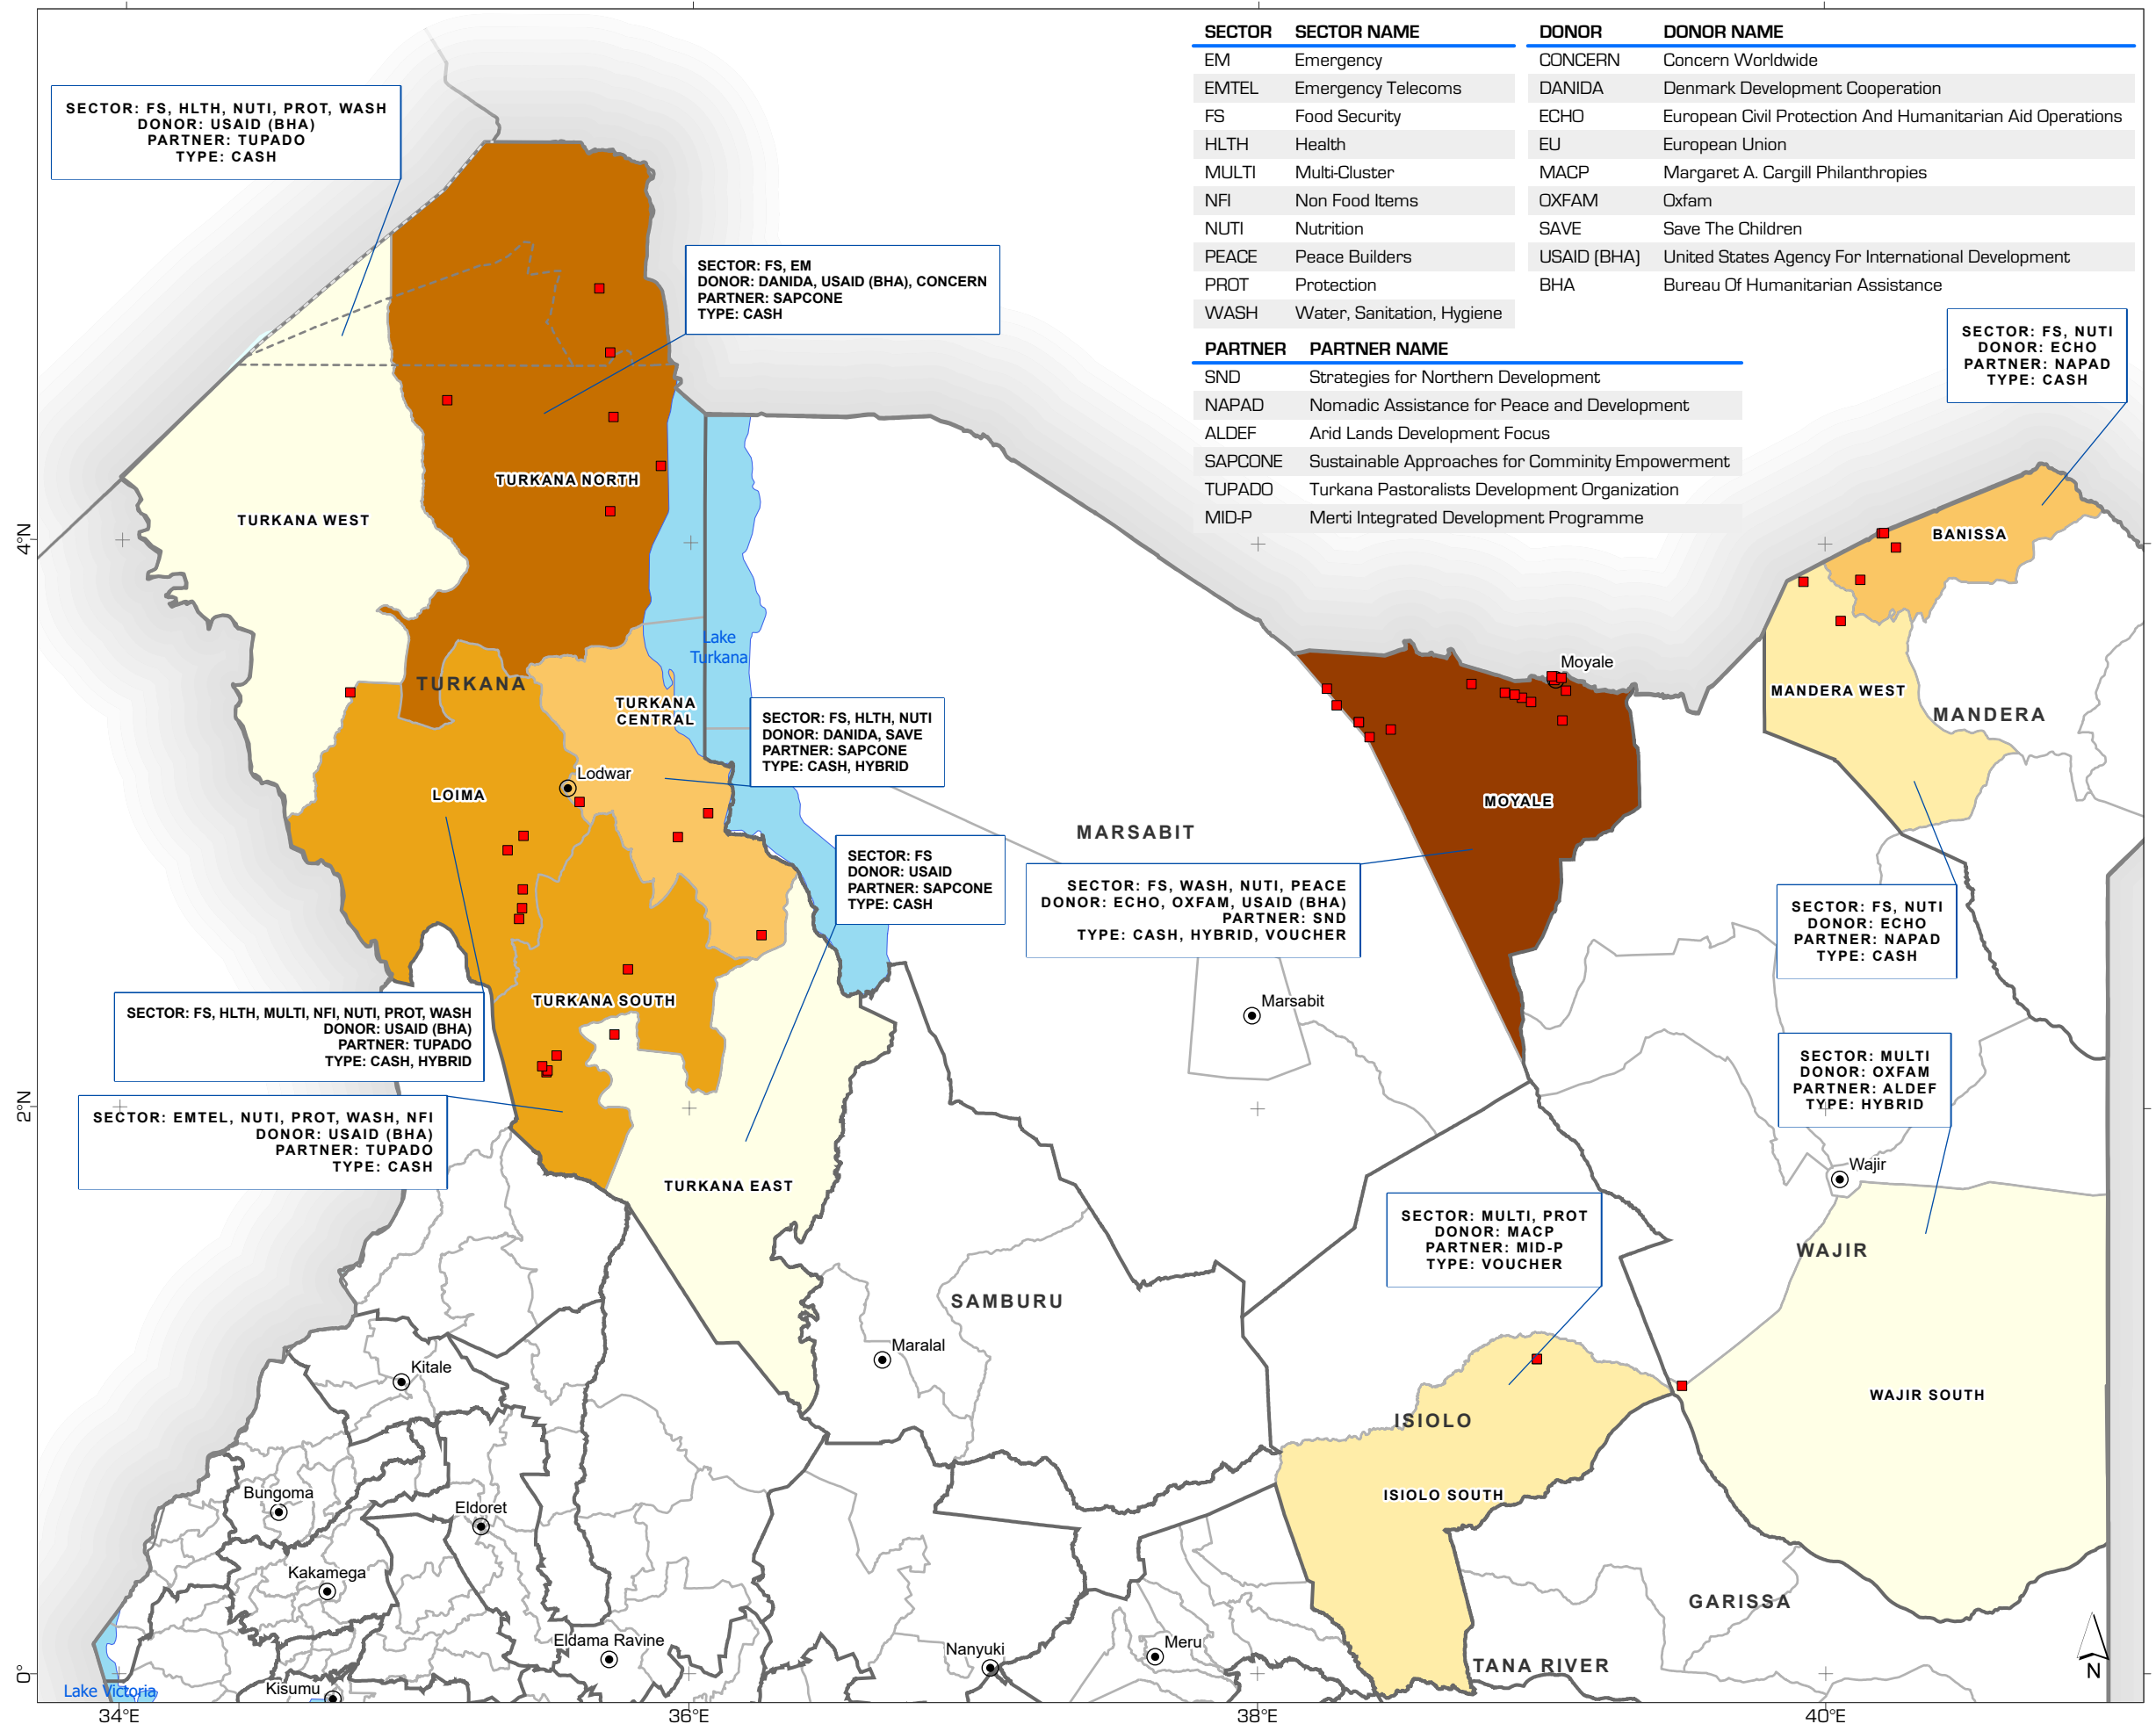 SECTOR SECTOR NAME
EM Emergency
EMTEL Emergency Telecoms
FS Food Security
HLTH Health
MULTI Multi-Cluster
NFI Non Food Items
NUTI Nutrition
PEACE Peace Builders
PROT Protection
WASH Water, Sanitation, Hygiene
DONOR DONOR NAME
CONCERN Concern Worldwide
DANIDA Denmark Development Cooperation
ECHO European Civil Protection And Humanitarian Aid Operations
EU European Union
MACP Margaret A. Cargill Philanthropies
OXFAM Oxfam
SAVE Save The Children
USAID (BHA) United States Agency For International Development
BHA Bureau Of Humanitarian Assistance
PARTNER PARTNER NAME
SND Strategies for Northern Development
NAPAD Nomadic Assistance for Peace and Development
ALDEF Arid Lands Development Focus
SAPCONE Sustainable Approaches for Comminity Empowerment
TUPADO Turkana Pastoralists Development Organization
MID-P Merti Integrated Development Programme
SECTOR: FS, HLTH, NUTI, PROT, WASH
DONOR: USAID (BHA)
PARTNER: TUPADO
TYPE: CASH
SECTOR: FS, EM
DONOR: DANIDA, USAID (BHA), CONCERN
PARTNER: SAPCONE
TYPE: CASH
SECTOR: FS, NUTI
DONOR: ECHO
PARTNER: NAPAD
TYPE: CASH
TURKANA NORTH
TURKANA WEST
BANISSA
4°N
Lake
Turkana
Moyale
TURKANA
MANDERA WEST
MANDERA
TURKANA
CENTRAL
SECTOR: FS, HLTH, NUTI
DONOR: DANIDA, SAVE
PARTNER: SAPCONE
TYPE: CASH, HYBRID
Lodwar
LOIMA
MOYALE
MARSABIT
SECTOR: FS
DONOR: USAID
PARTNER: SAPCONE
TYPE: CASH
SECTOR: FS, WASH, NUTI, PEACE
DONOR: ECHO, OXFAM, USAID (BHA)
PARTNER: SND
TYPE: CASH, HYBRID, VOUCHER
SECTOR: FS, NUTI
DONOR: ECHO
PARTNER: NAPAD
TYPE: CASH
TURKANA SOUTH
Marsabit
SECTOR: FS, HLTH, MULTI, NFI, NUTI, PROT, WASH
DONOR: USAID (BHA)
PARTNER: TUPADO
TYPE: CASH, HYBRID
SECTOR: MULTI
DONOR: OXFAM
PARTNER: ALDEF
TYPE: HYBRID
2°N
SECTOR: EMTEL, NUTI, PROT, WASH, NFI
DONOR: USAID (BHA)
PARTNER: TUPADO
TYPE: CASH
Wajir
TURKANA EAST
SECTOR: MULTI, PROT
DONOR: MACP
PARTNER: MID-P
TYPE: VOUCHER
WAJIR
SAMBURU
Maralal
Kitale
WAJIR SOUTH
ISIOLO
ISIOLO SOUTH
Bungoma
Eldoret
Kakamega
GARISSA
Eldama Ravine
Nanyuki
Meru
TANA RIVER
N
0°
Lake Victoria
Kisumu
34°E
36°E
38°E
40°E